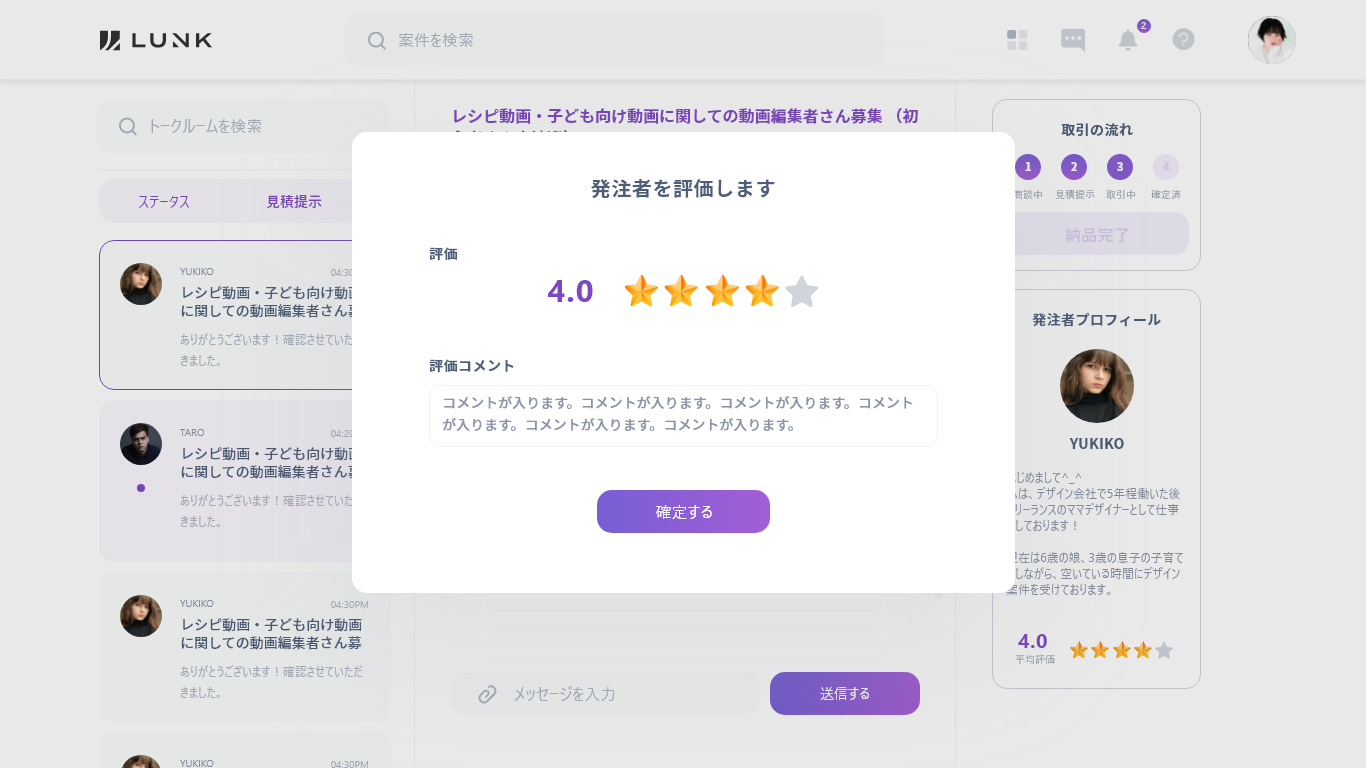 LUNK
案件を検索
2
トークルームを検索
ステータス
見積提示
YUKIKO
04:30
レシピ動画・子ども向け動画
に関しての動画編集者さん募
ありがとうございます！確認させていた
きました。
TARO
04:29
レシピ動画・子ども向け動画
に関しての動画編集者さん募
ありがとうございます！確認させていた
きました。
YUKIKO
04:30PM
レシピ動画・子ども向け動画
に関しての動画編集者さん募
ありがとうございます！確認させていただ
きました。
YUKIKO
04:30PM
レシピ動画・子ども向け動画に関しての動画編集者さん募集 （初
発注者を評価します
評価
4.0
評価コメント
コメントが入ります。コメントが入ります。コメントが入ります。コメント
が入ります。コメントが入ります。コメントが入ります。
確定する
メッセージを入力
送信する
取引の流れ
1 2 3 4
商談中 見積提示 取引中 確定済
納品完了
発注者プロフィール
YUKIKO
じめまして^_^
は、デザイン会社で5年程働いた後
リーランスのママデザイナーとして仕事
しております！
在は6歳の娘、3歳の息子の子育て
しながら、空いている時間にデザイン
案件を受けております。
4.0
平均評価